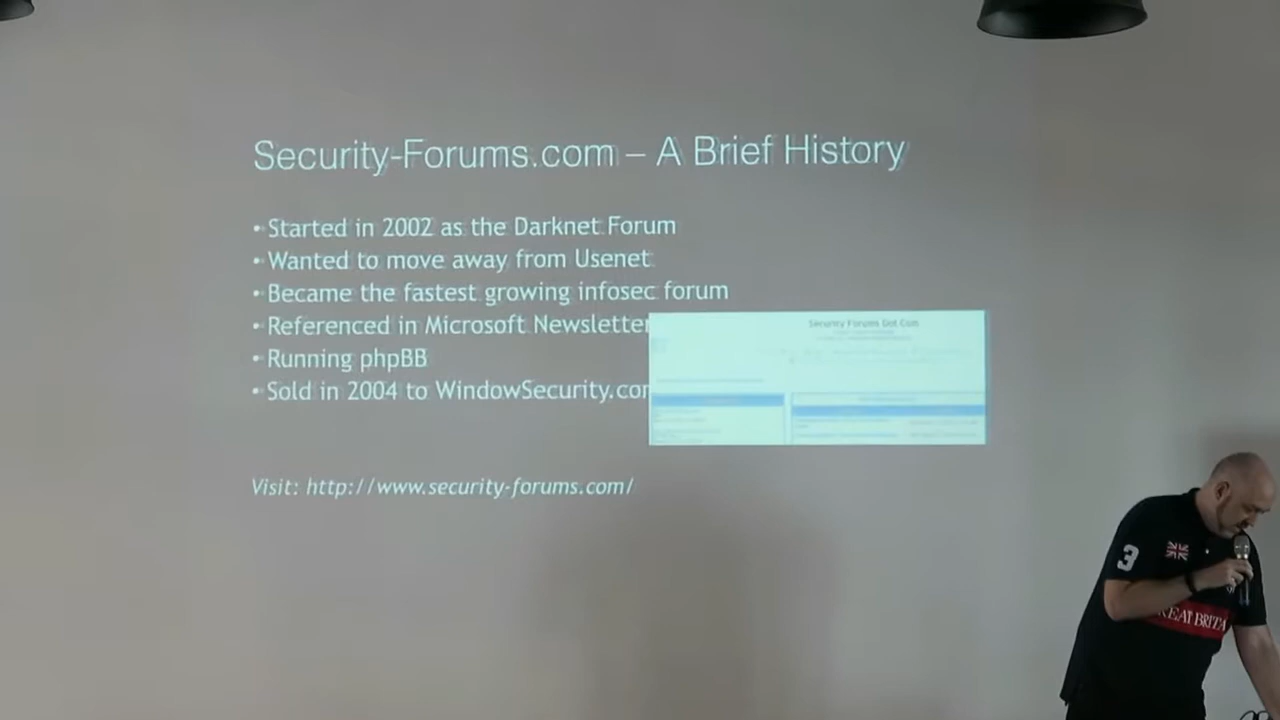 Security-Forums.com – A Brief History
• Started in 2002 as the Darknet Forum
• Wanted to move away from Usenet
• Became the fastest growing infosec forum
• Referenced in Microsoft Newsletter
• Running phpBB
• Sold in 2004 to WindowSecurity.com
Security Forums Dot Com
Visit: http://www.security-forums.com/
3
REAT BRITA